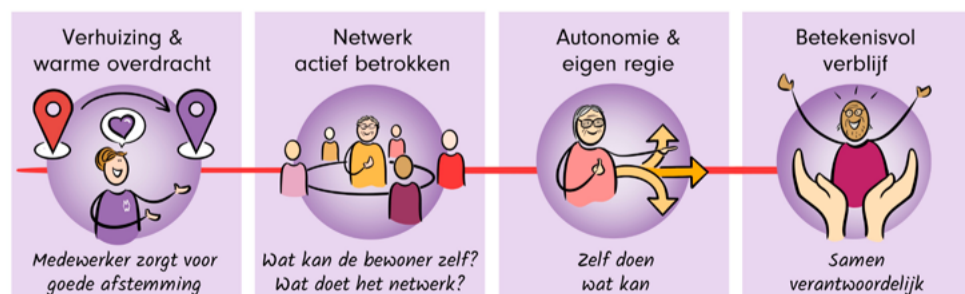 Verhuizing &
warme overdracht
Medewerker zorgt voor
goede afstemming
Netwerk
actief betrokken
Wat kan de bewoner zelf?
Wat doet het netwerk?
Autonomie &
eigen regie
Zelf doen
wat kan
Betekenisvol
verblijf
Samen
verantwoordelijk